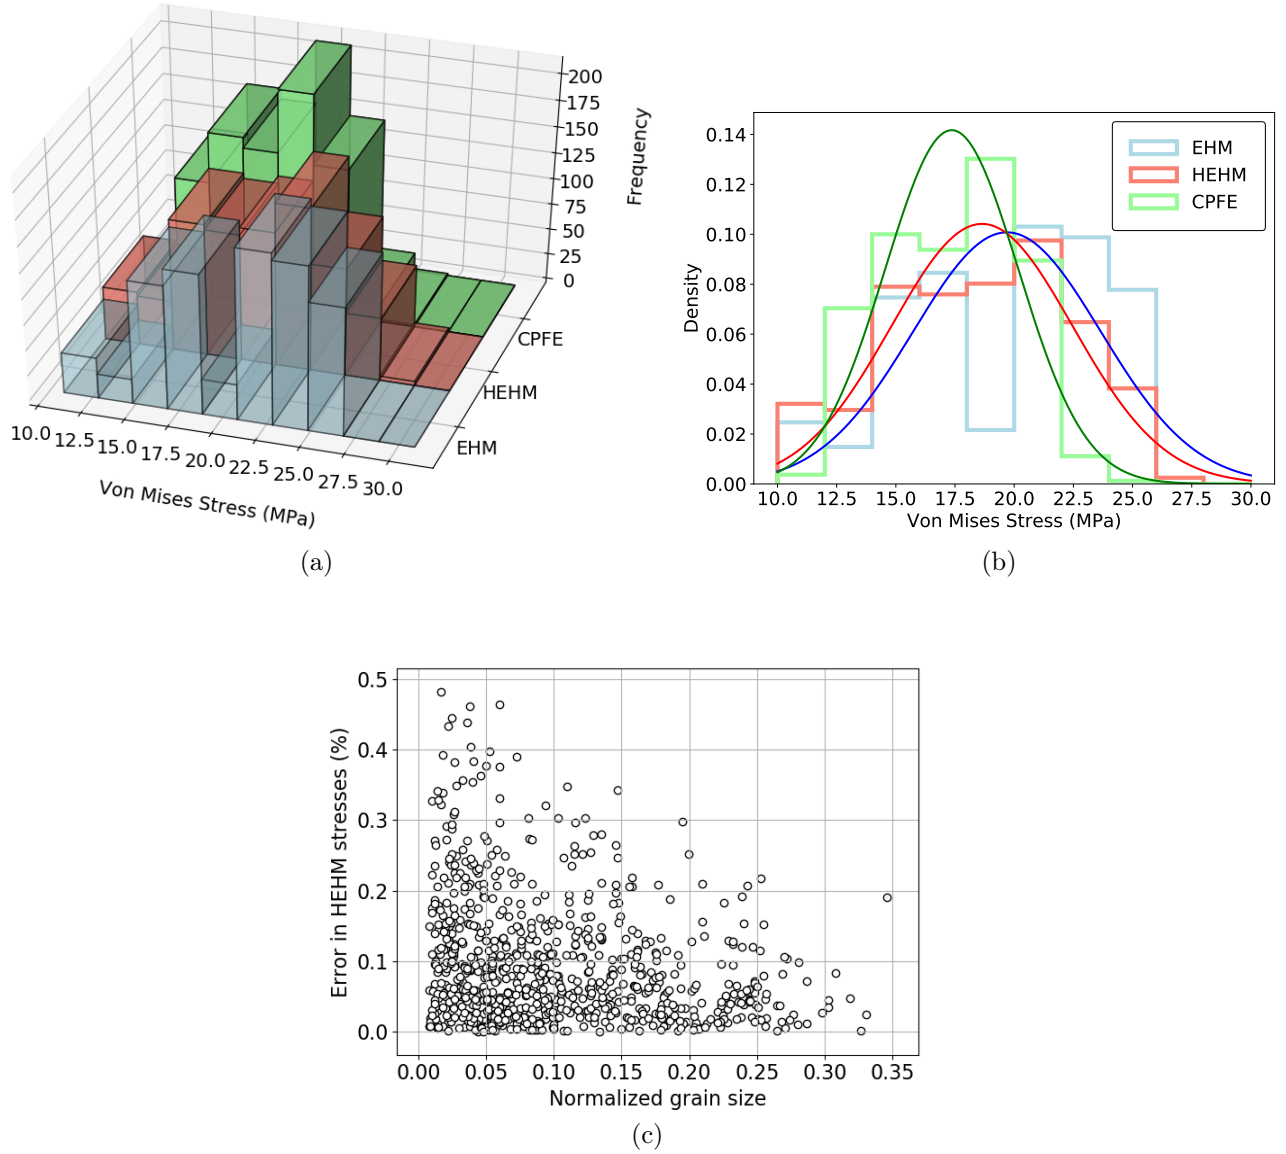 200
175
150
125
100
75
50
25
0
Frequency
CPFE
HEHM
EHM
10.0 12.5 15.0 17.5 20.0 22.5 25.0 27.5 30.0
Von Mises Stress (MPa)
(a)
0.14
0.12
0.10
0.08
0.06
0.04
0.02
0.00
Density
EHM
HEHM
CPFE
10.0 12.5 15.0 17.5 20.0 22.5 25.0 27.5 30.0
Von Mises Stress (MPa)
(b)
0.5
0.4
0.3
0.2
0.1
0.0
Error in HEHM stresses (%)
0.00 0.05 0.10 0.15 0.20 0.25 0.30 0.35
Normalized grain size
(c)